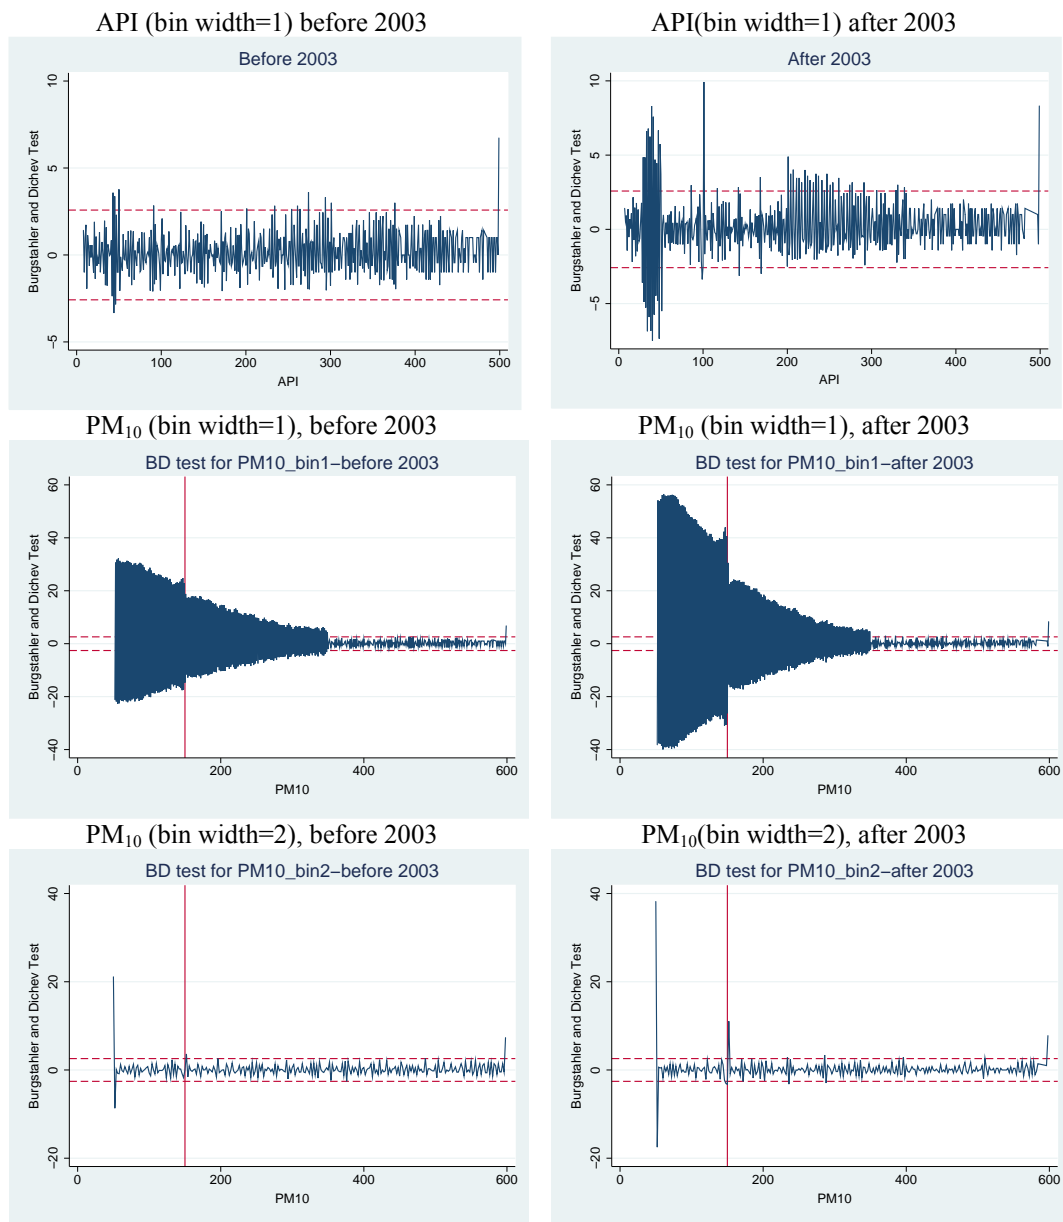 API (bin width=1) before 2003
Before 2003
Burgstahler and Dichev Test
10
5
0
−5
0 100 200 300 400 500
API
API(bin width=1) after 2003
After 2003
Burgstahler and Dichev Test
10
5
0
−5
0 100 200 300 400 500
API
PM10 (bin width=1), before 2003
BD test for PM10_bin1−before 2003
Burgstahler and Dichev Test
60
40
20
0
−20
−40
0 200 400 600
PM10
PM10 (bin width=1), after 2003
BD test for PM10_bin1−after 2003
Burgstahler and Dichev Test
60
40
20
0
−20
−40
0 200 400 600
PM10
PM10 (bin width=2), before 2003
BD test for PM10_bin2−before 2003
Burgstahler and Dichev Test
40
20
0
−20
0 200 400 600
PM10
PM10(bin width=2), after 2003
BD test for PM10_bin2−after 2003
Burgstahler and Dichev Test
40
20
0
−20
0 200 400 600
PM10